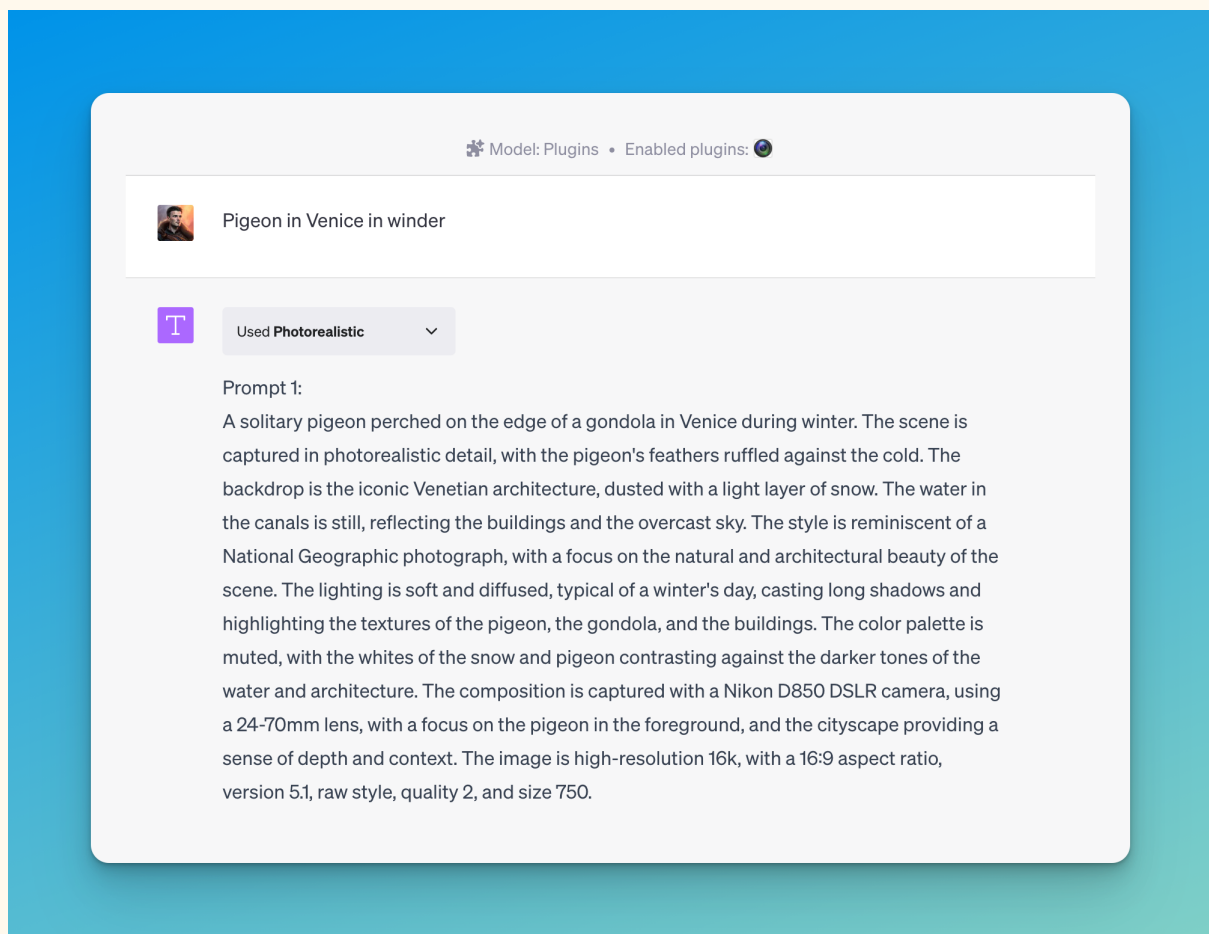 Model: Plugins • Enabled plugins:
Pigeon in Venice in winder
T
Used Photorealistic
Prompt 1:
A solitary pigeon perched on the edge of a gondola in Venice during winter. The scene is
captured in photorealistic detail, with the pigeon's feathers ruffled against the cold. The
backdrop is the iconic Venetian architecture, dusted with a light layer of snow. The water in
the canals is still, reflecting the buildings and the overcast sky. The style is reminiscent of a
National Geographic photograph, with a focus on the natural and architectural beauty of the
scene. The lighting is soft and diffused, typical of a winter's day, casting long shadows and
highlighting the textures of the pigeon, the gondola, and the buildings. The color palette is
muted, with the whites of the snow and pigeon contrasting against the darker tones of the
water and architecture. The composition is captured with a Nikon D850 DSLR camera, using
a 24-70mm lens, with a focus on the pigeon in the foreground, and the cityscape providing a
sense of depth and context. The image is high-resolution 16k, with a 16:9 aspect ratio,
version 5.1, raw style, quality 2, and size 750.